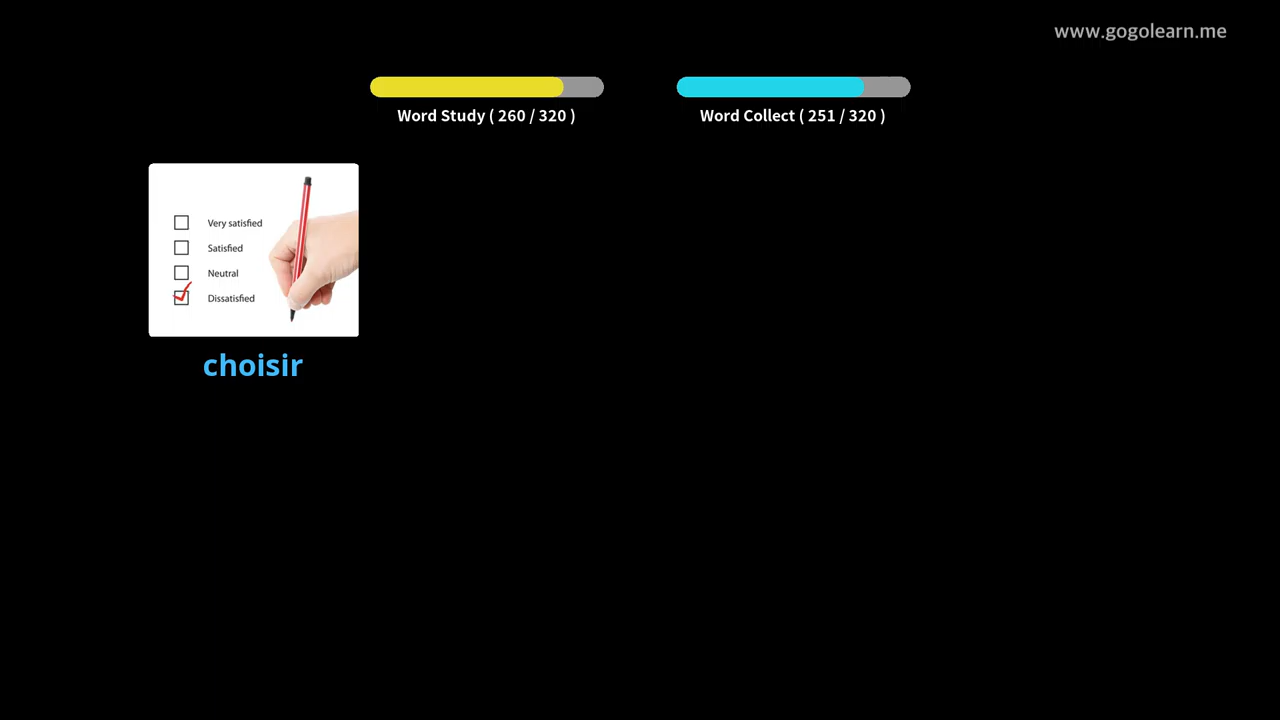 www.gogolearn.me
Word Study ( 260 / 320 )
Word Collect ( 251 / 320 )
Very satisfied
Satisfied
Neutral
Dissatisfied
choisir